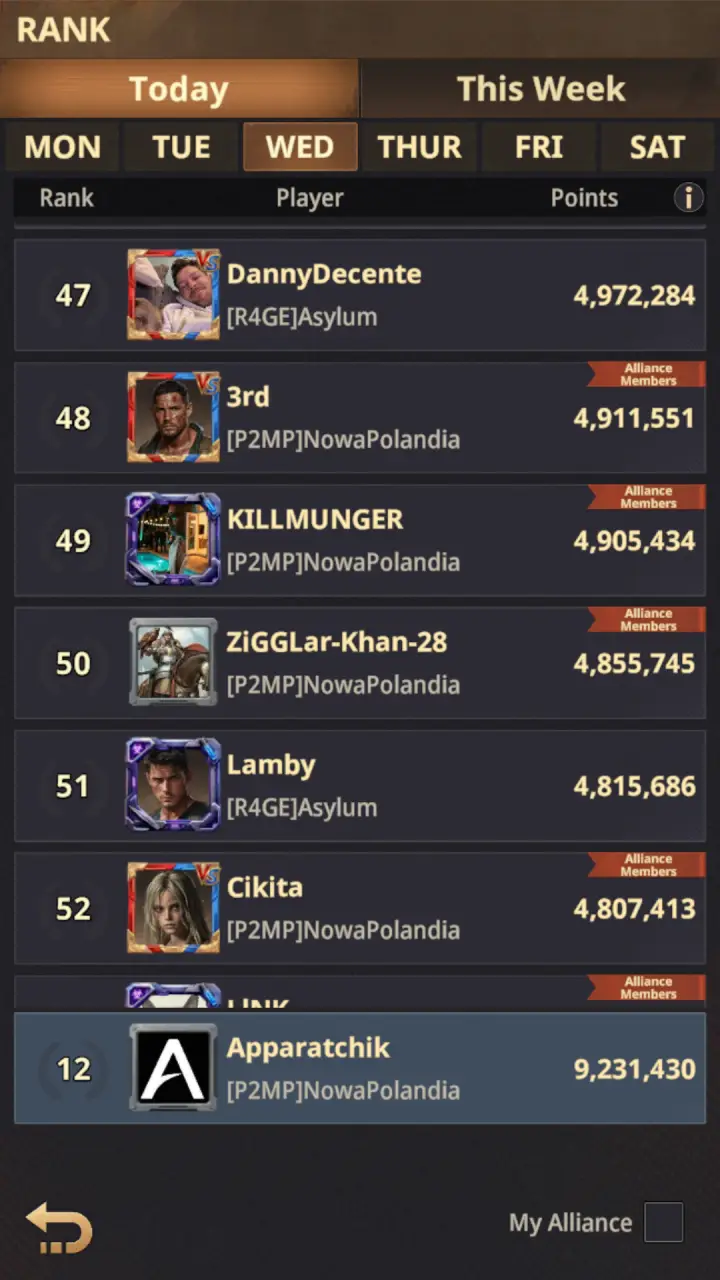 RANK
Today
This Week
MON
TUE
WED
THUR
FRI
SAT
Rank
Player
Points
47
DannyDecente
[R4GE]Asylum
4,972,284
Alliance
Members
48
3rd
[P2MP]NowaPolandia
4,911,551
Alliance
Members
49
KILLMUNGER
[P2MP]NowaPolandia
4,905,434
Alliance
Members
50
ZiGGLar-Khan-28
[P2MP]NowaPolandia
4,855,745
51
Lamby
[R4GE]Asylum
4,815,686
Alliance
Members
52
Cikita
[P2MP]NowaPolandia
4,807,413
Alliance
Members
12
Apparatchik
[P2MP]NowaPolandia
9,231,430
My Alliance